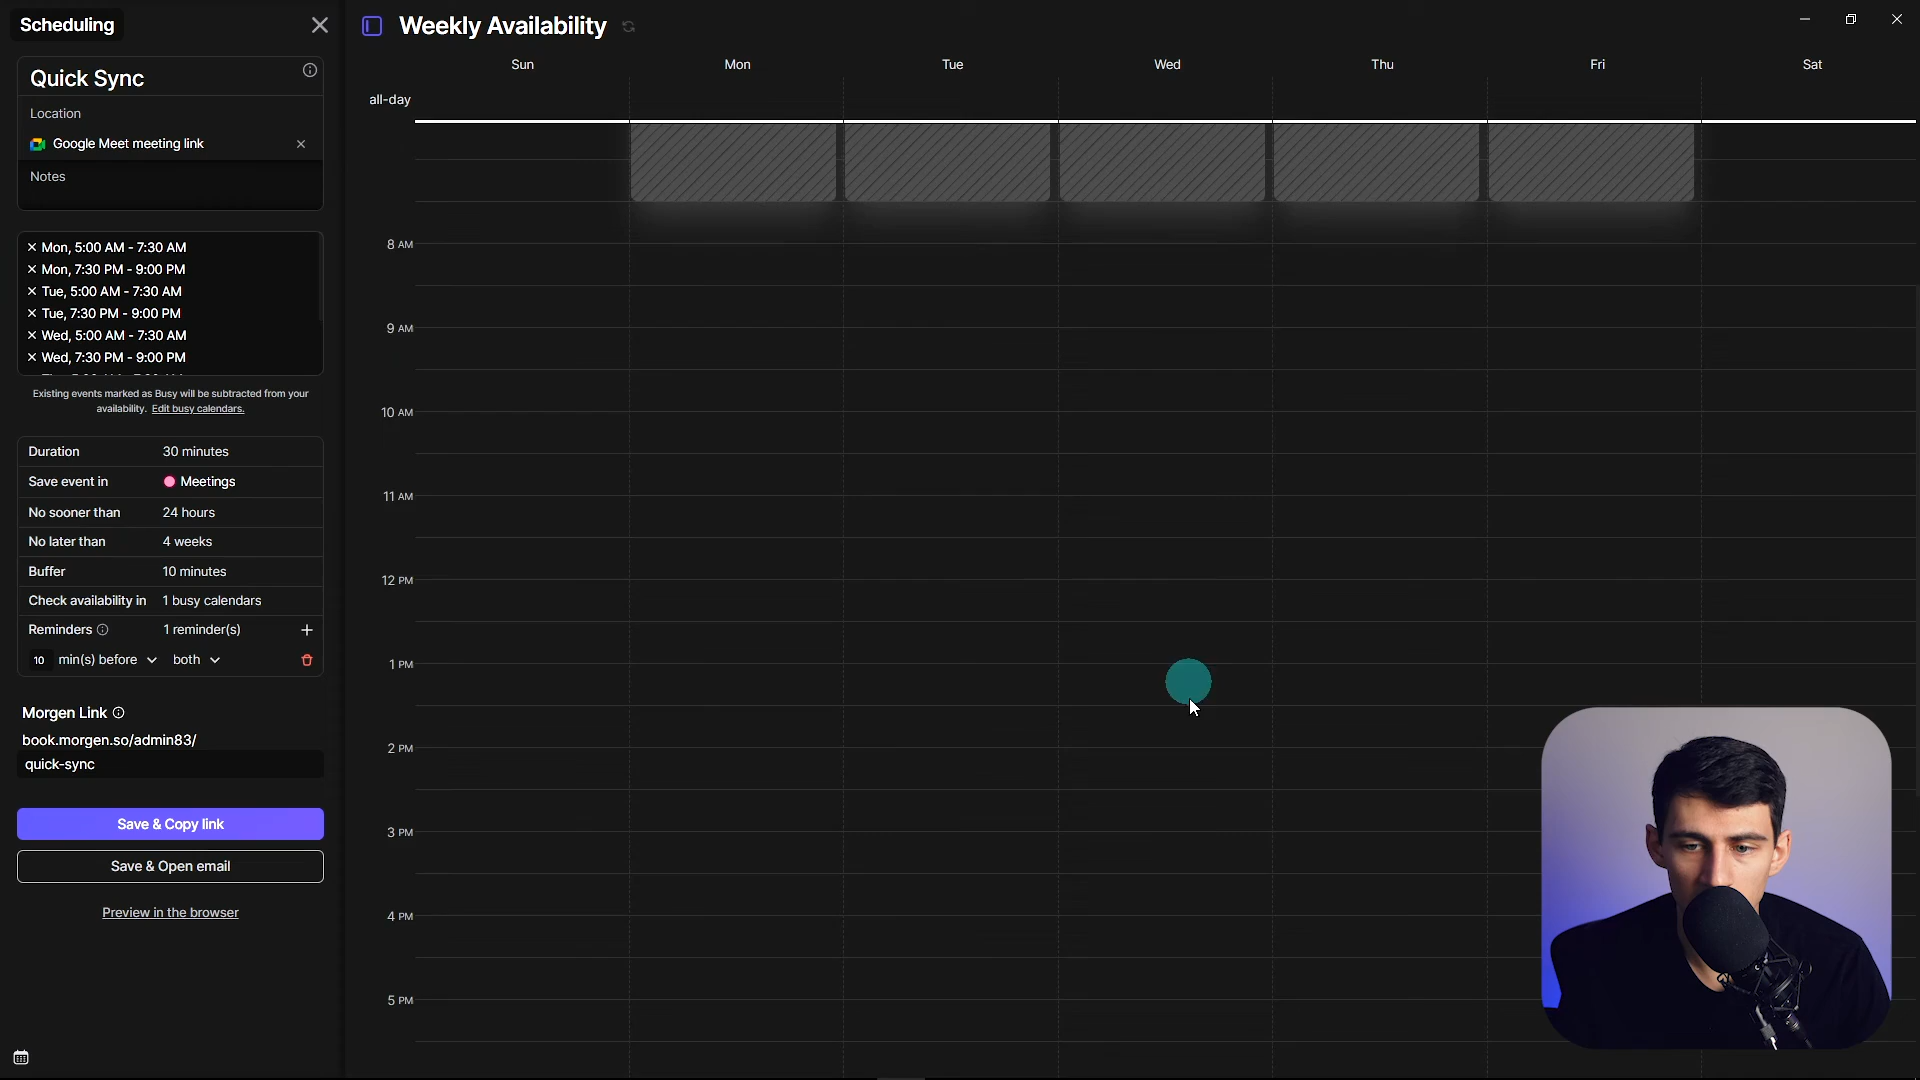 Scheduling
Weekly Availability
Quick Sync
Location
Google Meet meeting link
Notes
× Mon, 5:00 AM - 7:30 AM
× Mon, 7:30 PM - 9:00 PM
× Tue, 5:00 AM - 7:30 AM
× Tue, 7:30 PM - 9:00 PM
× Wed, 5:00 AM - 7:30 AM
× Wed, 7:30 PM - 9:00 PM
Existing events marked as Busy will be subtracted from your
availability. Edit busy calendars.
Duration 30 minutes
Save event in Meetings
No sooner than 24 hours
No later than 4 weeks
Buffer 10 minutes
Check availability in 1 busy calendars
Reminders 1 reminder(s)
10 min(s) before both
Morgen Link
book.morgen.so/admin83/
quick-sync
Save & Copy link
Save & Open email
Preview in the browser
Sun Mon Tue Wed Thu Fri Sat
all-day
8 AM
9 AM
10 AM
11 AM
12 PM
1 PM
2 PM
3 PM
4 PM
5 PM